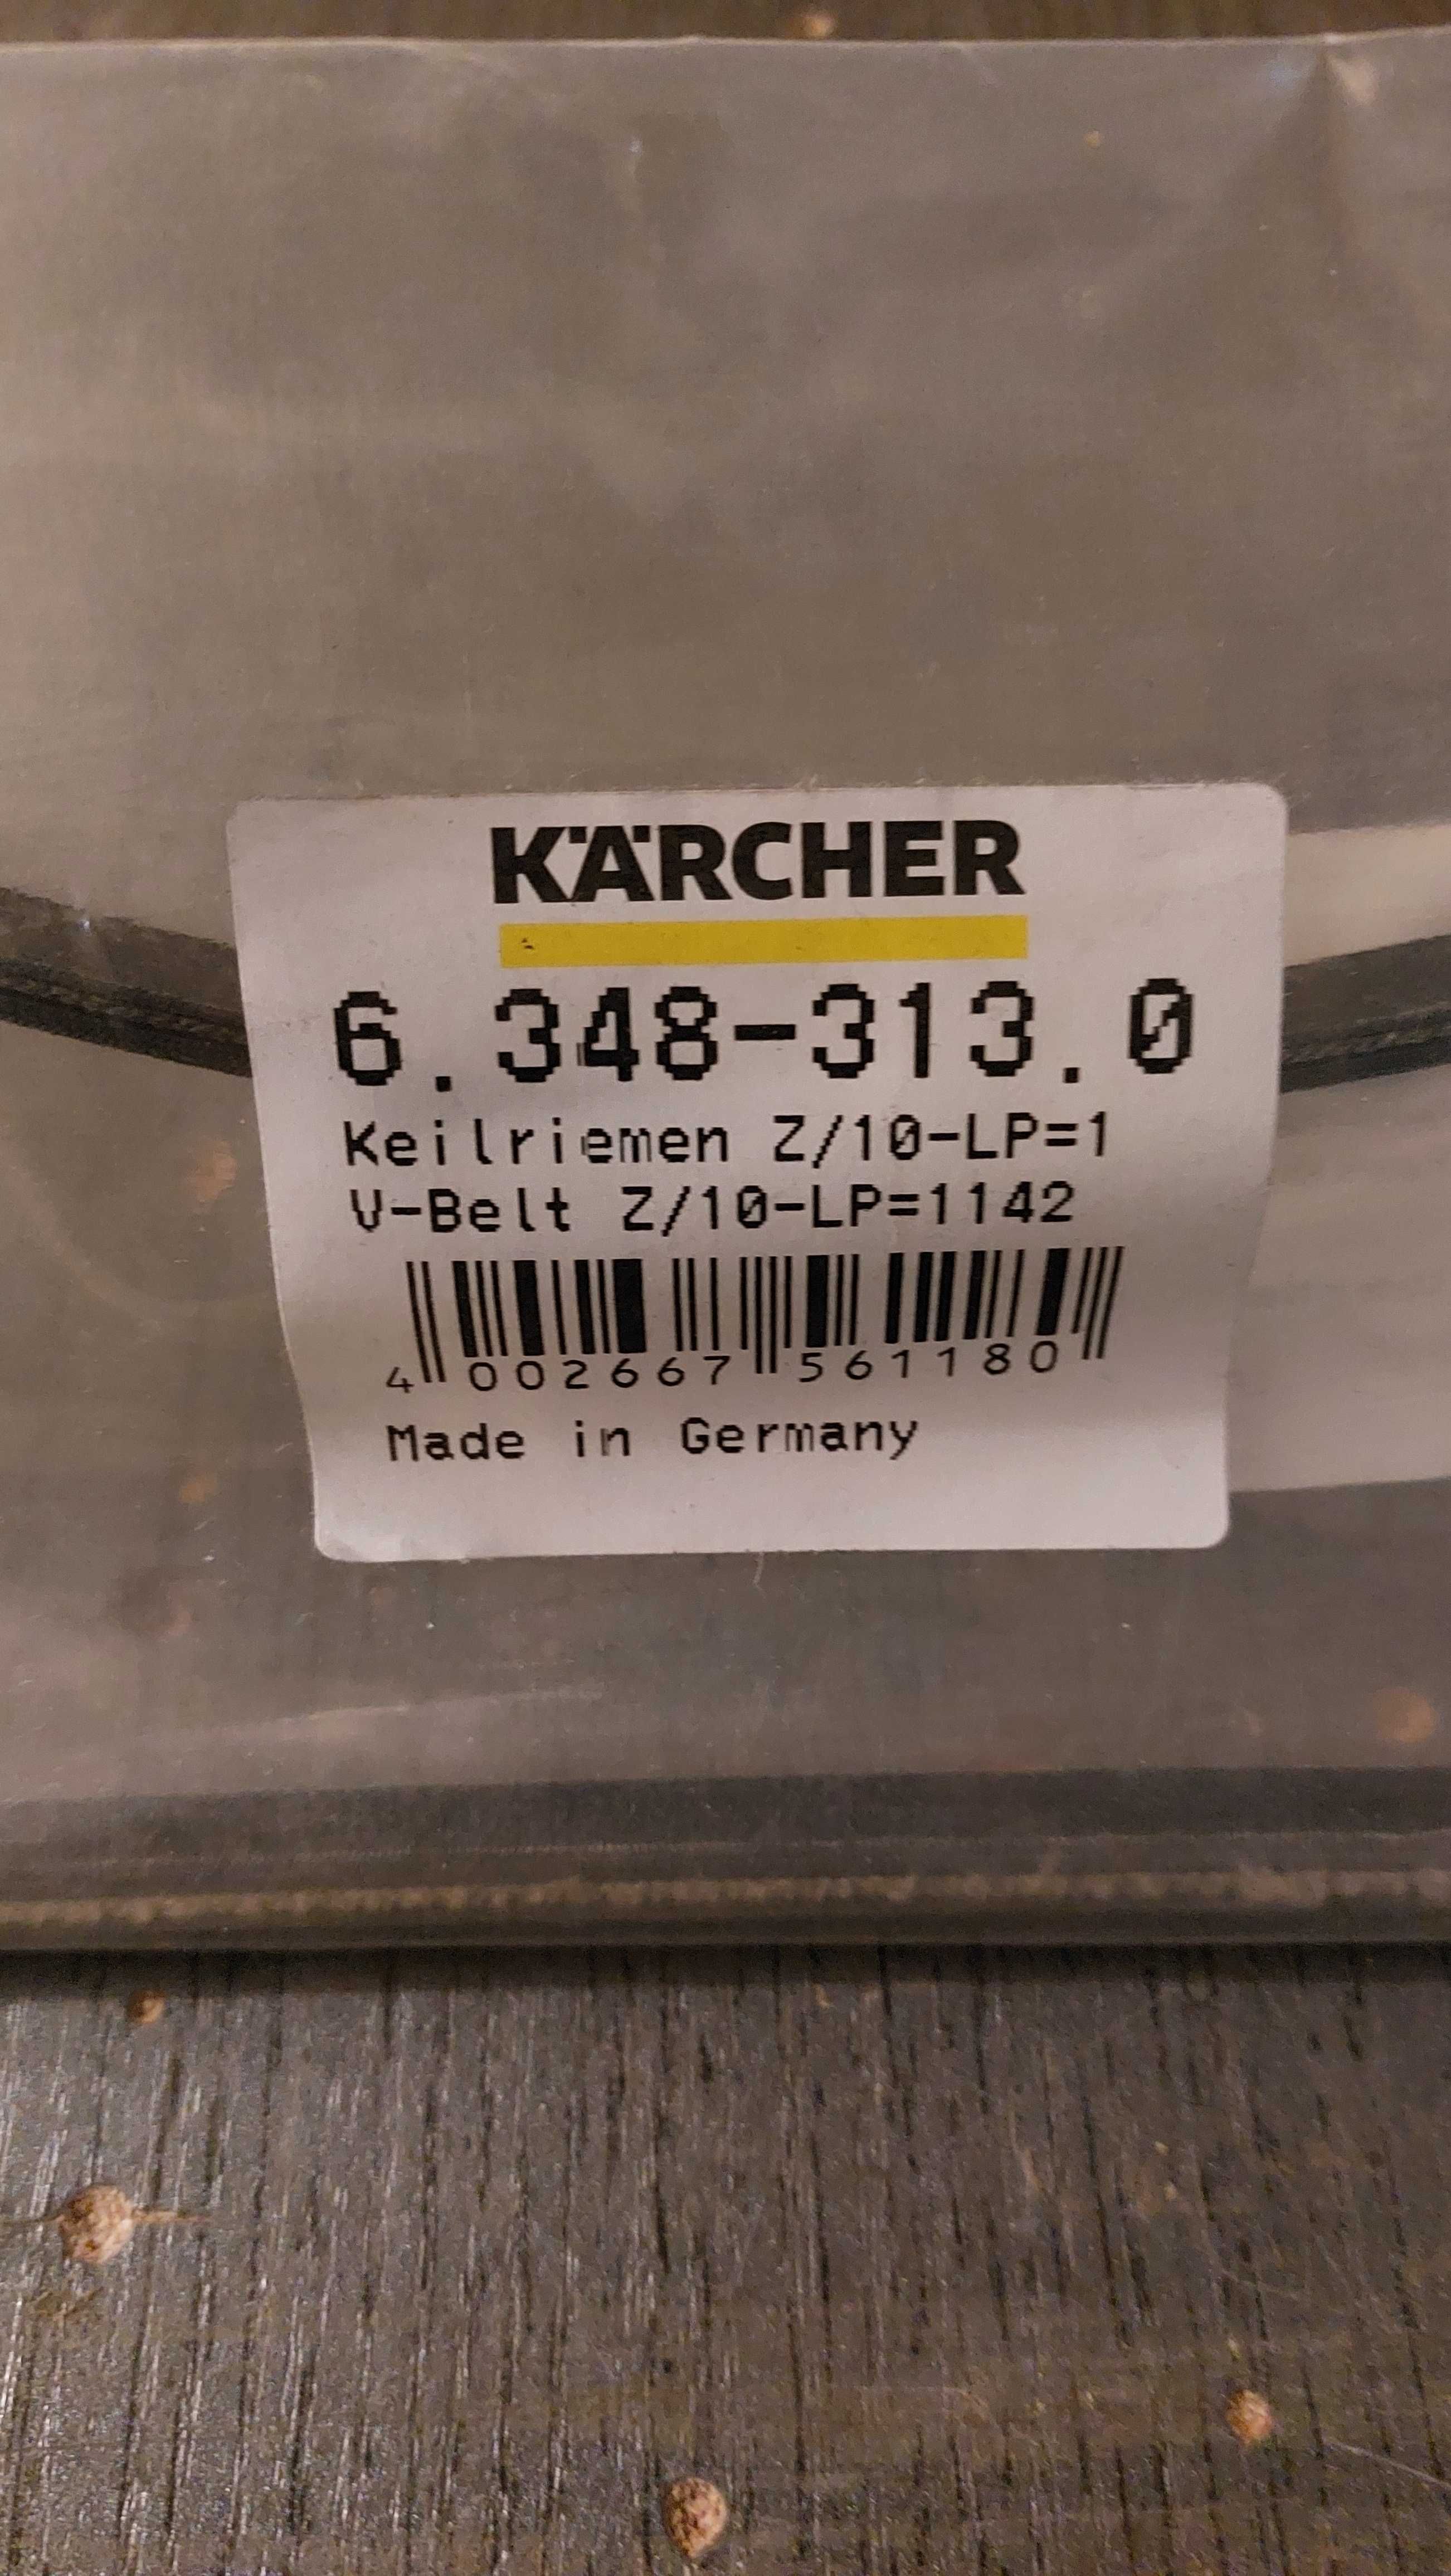 KÄRCHER
6.348-313.0
Keilriemen Z/10-LP=1
V-Belt Z/10-LP=1142
4 002667 561180
Made in Germany